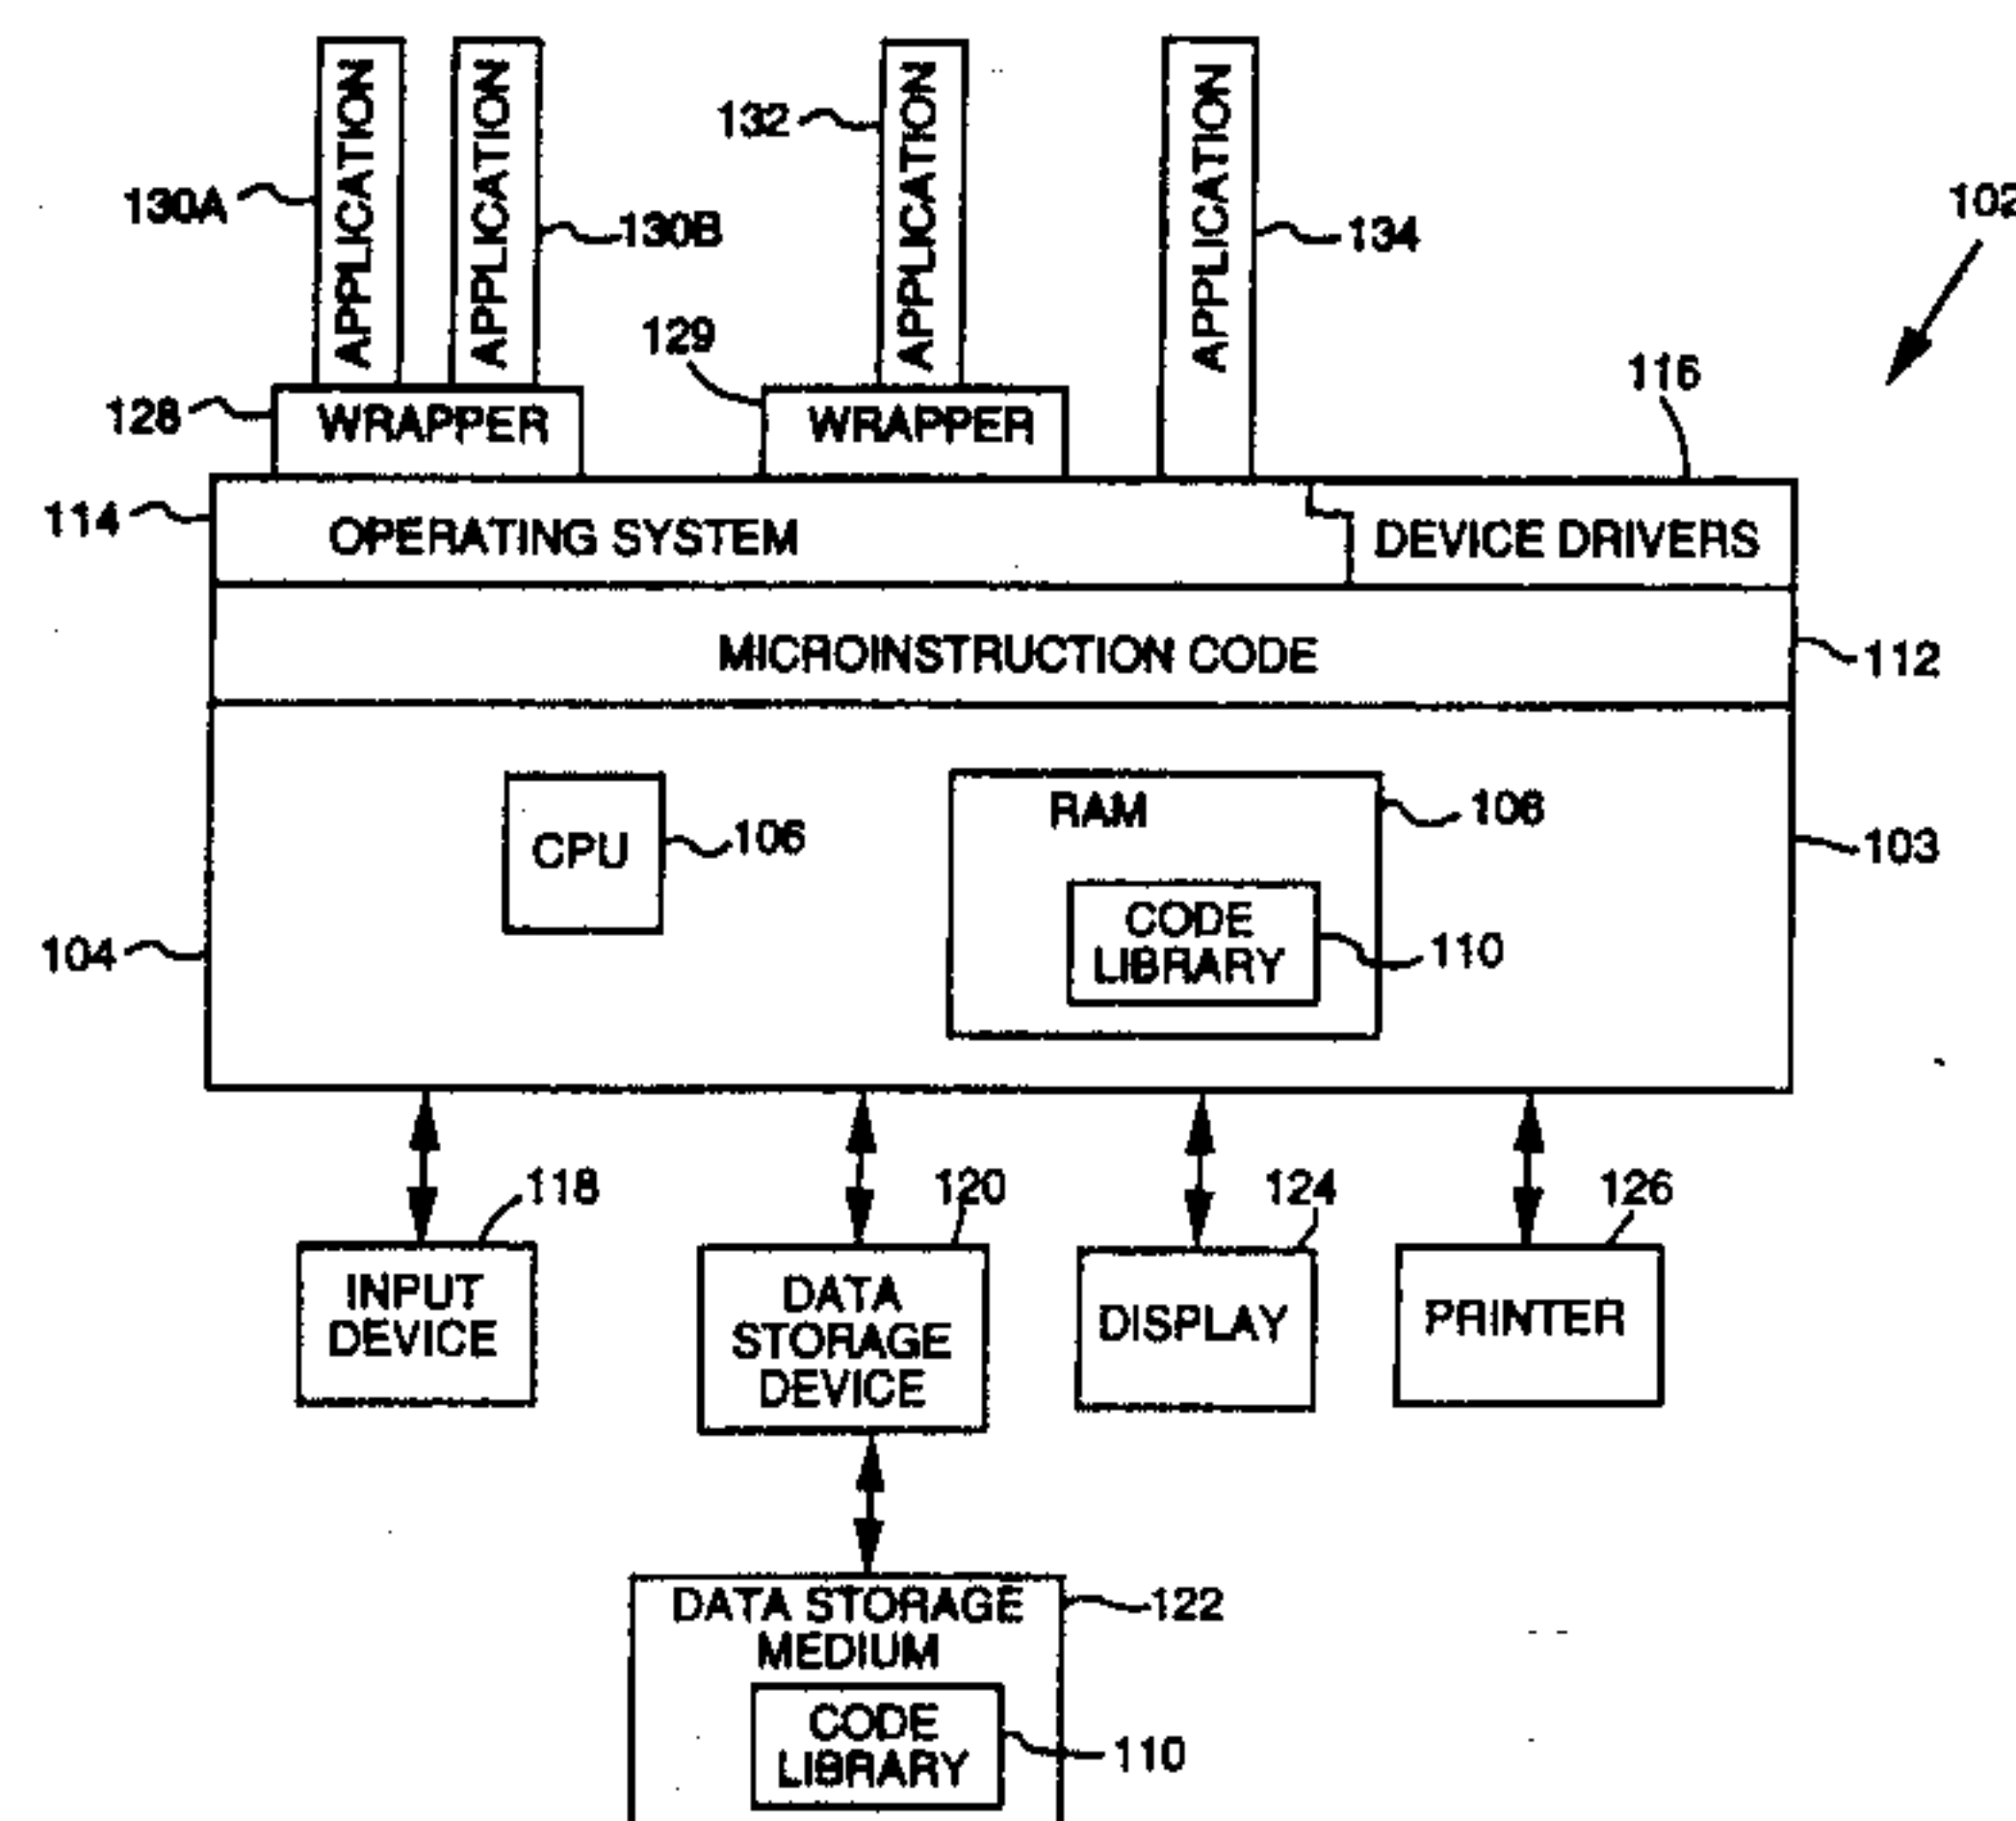 APPLICATION
APPLICATION
APPLICATION
APPLICATION
132
130A
130B
134
102
129
116
128
WRAPPER
WRAPPER
114
OPERATING SYSTEM
DEVICE DRIVERS
MICROINSTRUCTION CODE
112
RAM
108
CPU
106
103
CODE
LIBRARY
110
104
118
120
124
126
INPUT
DEVICE
DATA
STORAGE
DEVICE
DISPLAY
PRINTER
DATA STORAGE
MEDIUM
122
CODE
LIBRARY
110